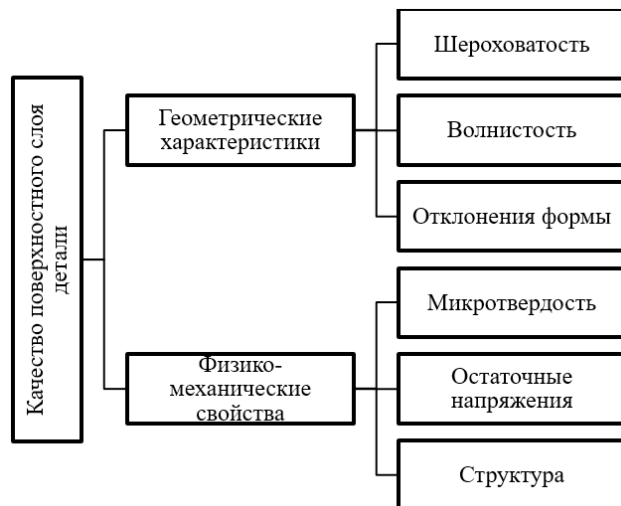 Качество поверхностного слоя
детали
Геометрические
характеристики
Шероховатость
Волнистость
Отклонения формы
Физико-
механические
свойства
Микротвердость
Остаточные
напряжения
Структура